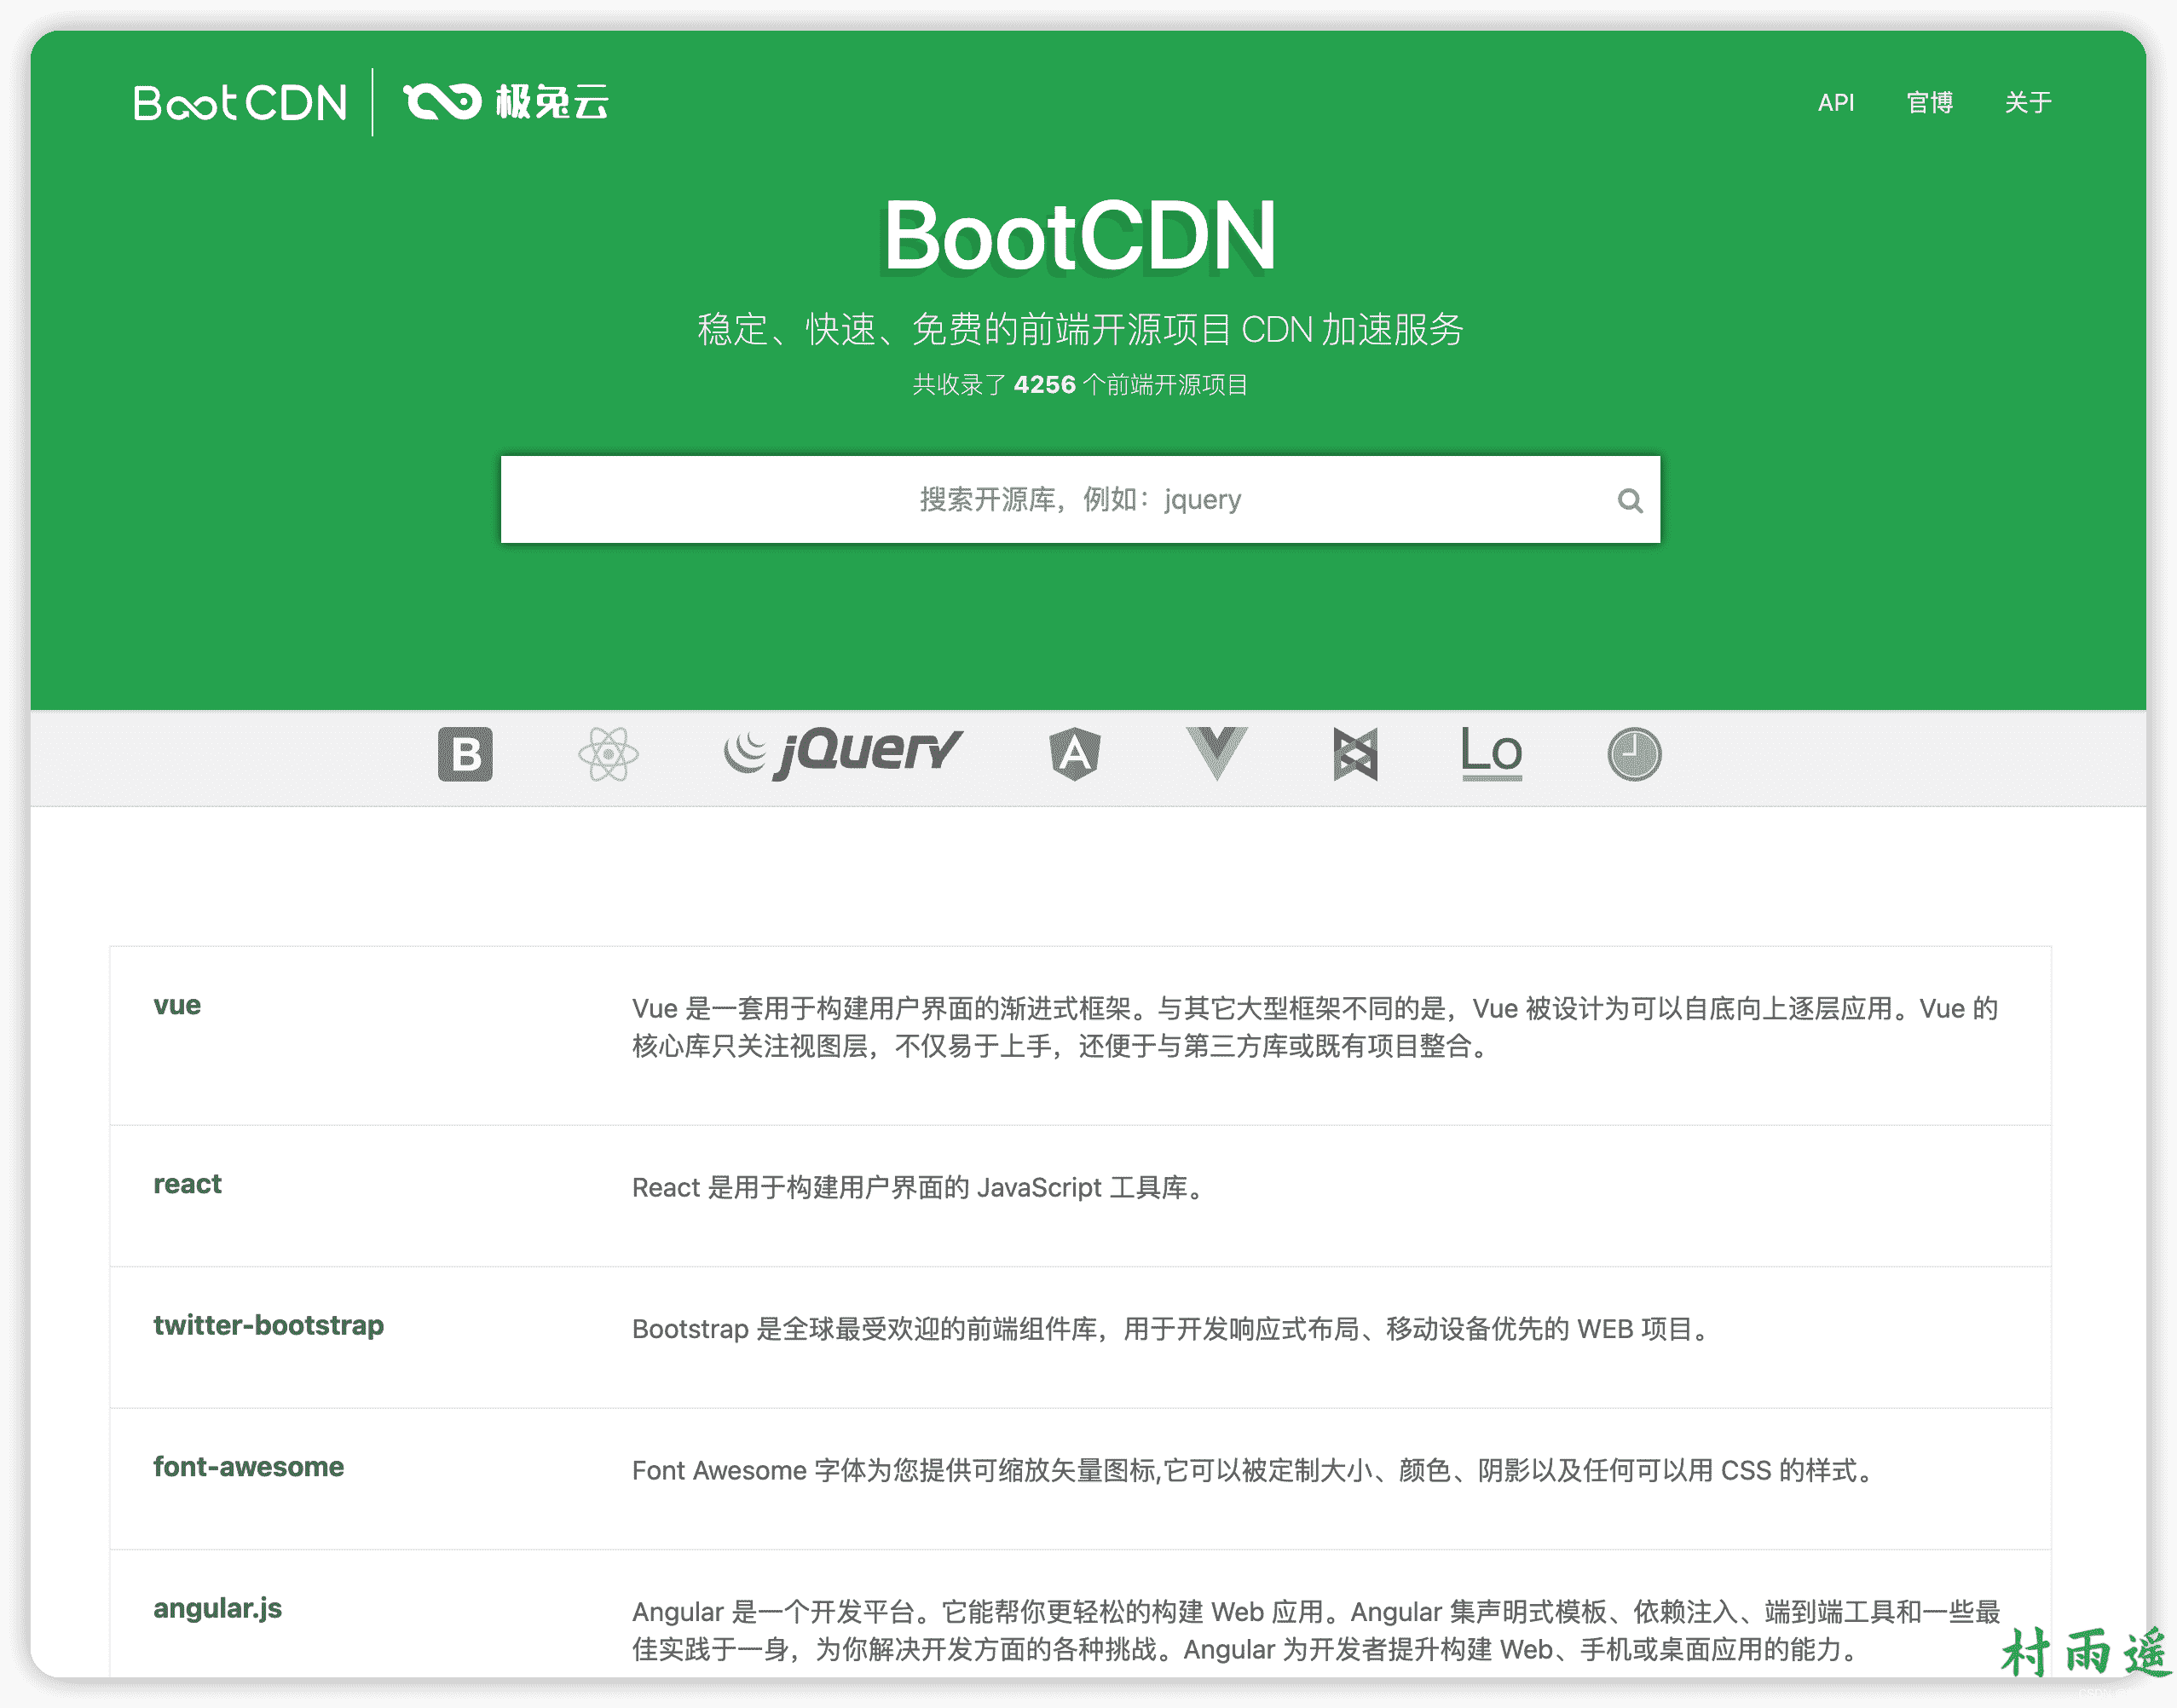 BootCDN 极兔云
API 官博 关于
BootCDN
稳定、快速、免费的前端开源项目 CDN 加速服务
共收录了 4256 个前端开源项目
搜索开源库，例如：jquery
B jQuery A Lo
vue
Vue 是一套用于构建用户界面的渐进式框架。与其它大型框架不同的是，Vue 被设计为可以自底向上逐层应用。Vue 的
核心库只关注视图层，不仅易于上手，还便于与第三方库或既有项目整合。
react
React 是用于构建用户界面的 JavaScript 工具库。
twitter-bootstrap
Bootstrap 是全球最受欢迎的前端组件库，用于开发响应式布局、移动设备优先的 WEB 项目。
font-awesome
Font Awesome 字体为您提供可缩放矢量图标,它可以被定制大小、颜色、阴影以及任何可以用 CSS 的样式。
angular.js
Angular 是一个开发平台。它能帮你更轻松的构建 Web 应用。Angular 集声明式模板、依赖注入、端到端工具和一些最
佳实践于一身，为你解决开发方面的各种挑战。Angular 为开发者提升构建 Web、手机或桌面应用的能力。
村雨遥